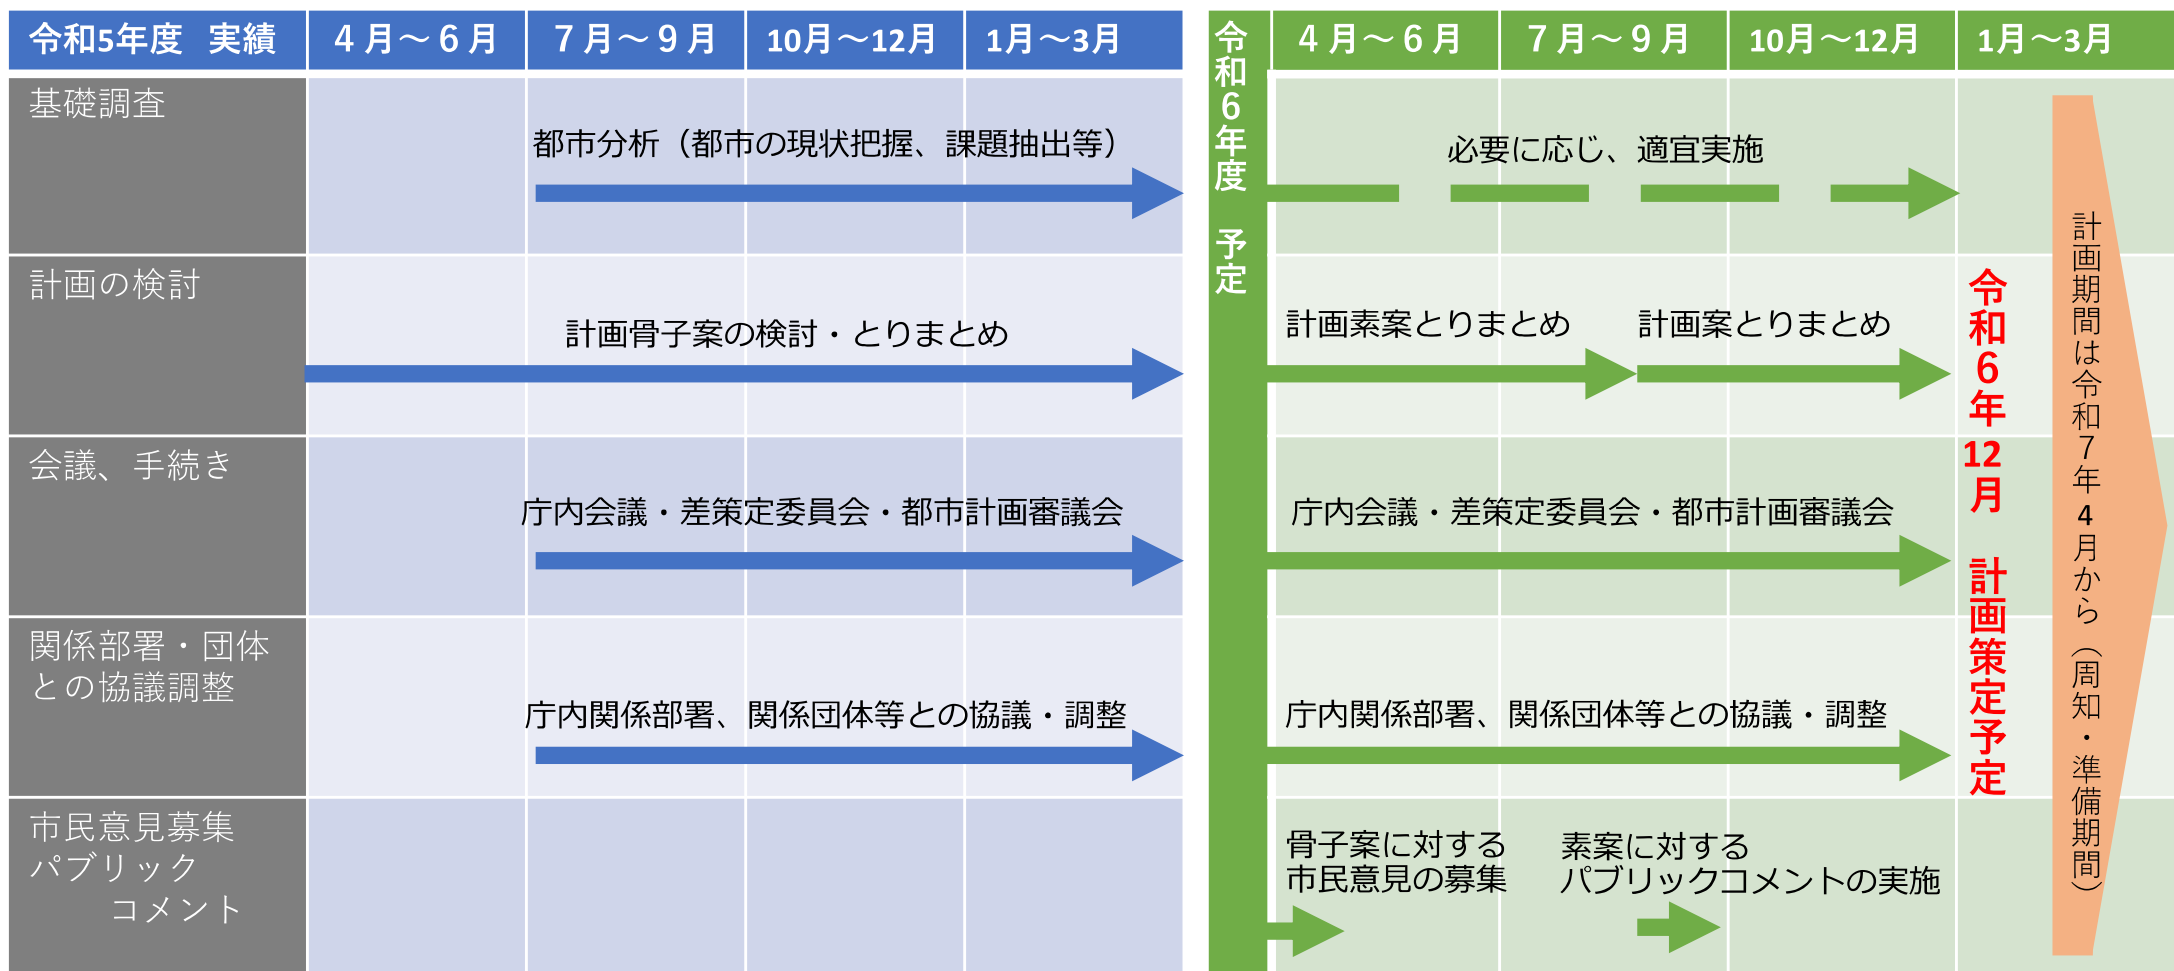 令和5年度 実績
４月～６月
７月～９月
10月～12月
1月～3月
令和６年度 予定
４月～６月
７月～９月
10月～12月
1月～3月
基礎調査
都市分析（都市の現状把握、課題抽出等）
必要に応じ、適宜実施
計画の検討
計画骨子案の検討・とりまとめ
計画素案とりまとめ
計画案とりまとめ
会議、手続き
庁内会議・差策定委員会・都市計画審議会
庁内会議・差策定委員会・都市計画審議会
関係部署・団体
との協議調整
庁内関係部署、関係団体等との協議・調整
庁内関係部署、関係団体等との協議・調整
市民意見募集
パブリック
コメント
骨子案に対する
市民意見の募集
素案に対する
パブリックコメントの実施
令和６年12月 計画策定予定
計画期間は令和７年４月から（周知・準備期間）